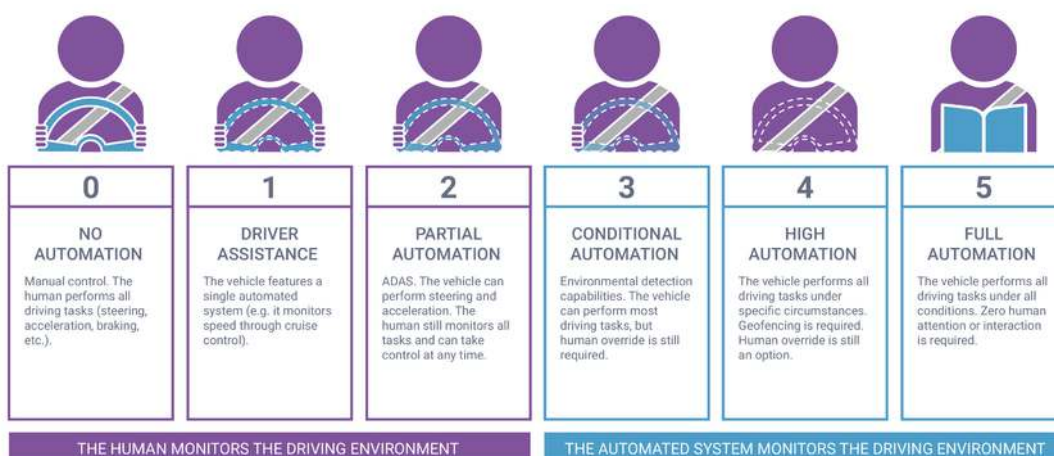 0
NO
AUTOMATION
Manual control. The
human performs all
driving tasks (steering,
acceleration, braking,
etc.).
1
DRIVER
ASSISTANCE
The vehicle features a
single automated
system (e.g. it monitors
speed through cruise
control).
2
PARTIAL
AUTOMATION
ADAS. The vehicle can
perform steering and
acceleration. The
human still monitors all
tasks and can take
control at any time.
3
CONDITIONAL
AUTOMATION
Environmental detection
capabilities. The vehicle
can perform most
driving tasks, but
human override is still
required.
4
HIGH
AUTOMATION
The vehicle performs all
driving tasks under
specific circumstances.
Geofencing is required.
Human override is still
an option.
5
FULL
AUTOMATION
The vehicle performs all
driving tasks under all
conditions. Zero human
attention or interaction
is required.
THE HUMAN MONITORS THE DRIVING ENVIRONMENT
THE AUTOMATED SYSTEM MONITORS THE DRIVING ENVIRONMENT